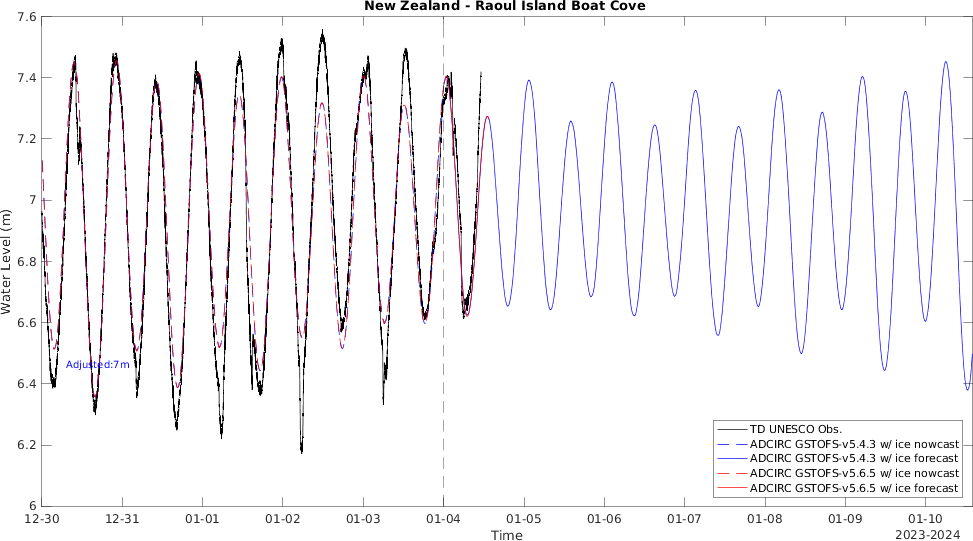 New Zealand - Raoul Island Boat Cove
7.6
7.4
7.2
7
6.8
6.6
6.4
6.2
6
Water Level (m)
Adjusted:7m
TD UNESCO Obs.
ADCIRC GSTOFS-v5.4.3 w/ ice nowcast
ADCIRC GSTOFS-v5.4.3 w/ ice forecast
ADCIRC GSTOFS-v5.6.5 w/ ice nowcast
ADCIRC GSTOFS-v5.6.5 w/ ice forecast
12-30 12-31 01-01 01-02 01-03 01-04 01-05 01-06 01-07 01-08 01-09 01-10
Time
2023-2024